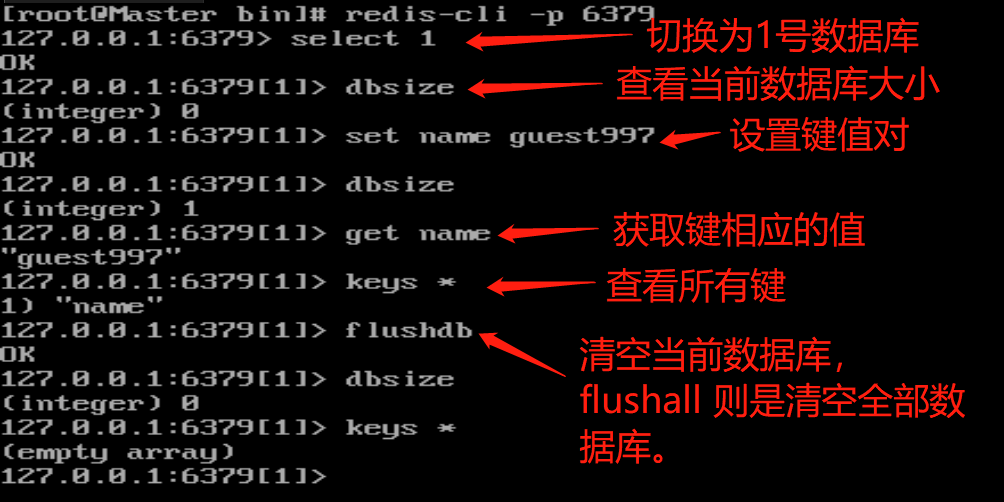 [root@Master bin]# redis-cli -p 6379
127.0.0.1:6379> select 1
切换为1号数据库
OK
127.0.0.1:6379[1]> dbsize
查看当前数据库大小
(integer) 0
127.0.0.1:6379[1]> set name guest997
设置键值对
OK
127.0.0.1:6379[1]> dbsize
(integer) 1
127.0.0.1:6379[1]> get name
获取键相应的值
"guest997"
127.0.0.1:6379[1]> keys *
查看所有键
1) "name"
127.0.0.1:6379[1]> flushdb
清空当前数据库，
flushall 则是清空全部数
据库。
OK
127.0.0.1:6379[1]> dbsize
(integer) 0
127.0.0.1:6379[1]> keys *
(empty array)
127.0.0.1:6379[1]>